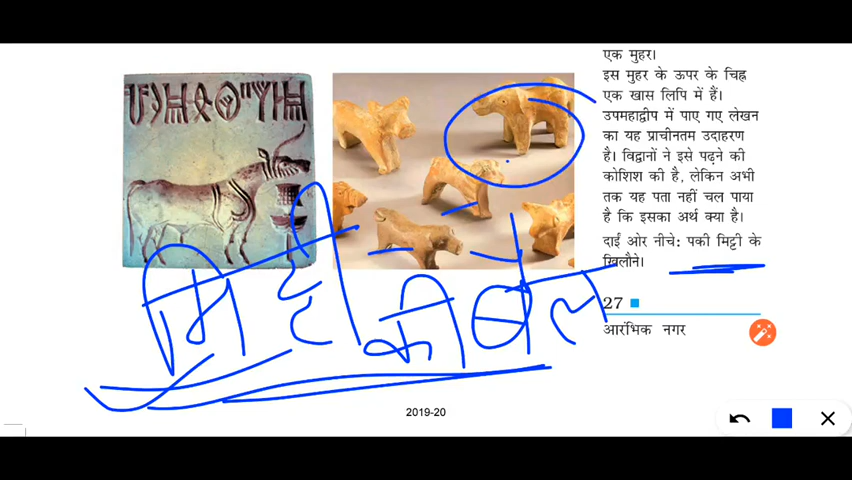 एक मुहर।
इस मुहर के ऊपर के चिह्न
एक खास लिपि में हैं।
उपमहाद्वीप में पाए गए लेखन
का यह प्राचीनतम उदाहरण
है। विद्वानों ने इसे पढ़ने की
कोशिश की है, लेकिन अभी
तक यह पता नहीं चल पाया
है कि इसका अर्थ क्या है।
दाईं ओर नीचे: पकी मिट्टी के
खिलौने।
27
आरंभिक नगर
मिट्टी की बैल
2019-20